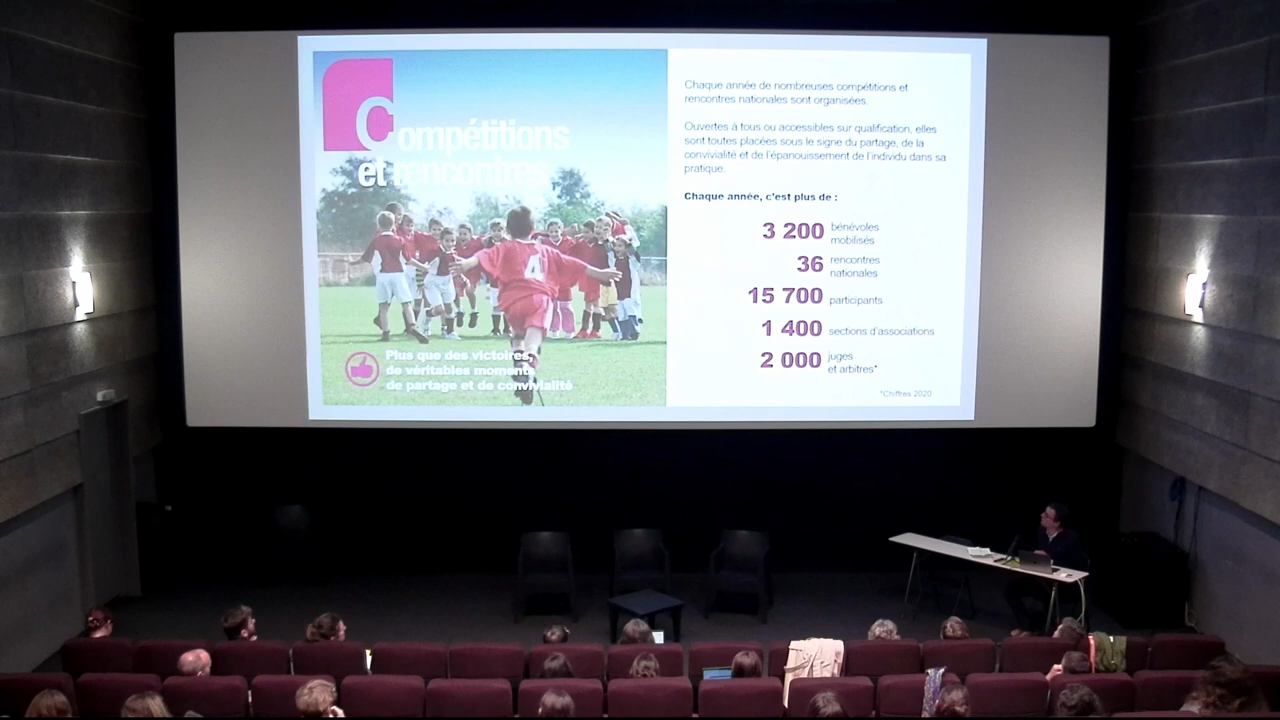 Compétitions
et rencontres
4
Plus que des victoires,
de véritables moments
de partage et de convivialité
Chaque année de nombreuses compétitions et
rencontres nationales sont organisées.
Ouvertes à tous ou accessibles sur qualification, elles
sont toutes placées sous le signe du partage, de la
convivialité et de l'épanouissement de l'individu dans sa
pratique.
Chaque année, c'est plus de :
3 200 bénévoles
mobilisés
36 rencontres
nationales
15 700 participants
1 400 sections d'associations
2 000 juges
et arbitres*
*Chiffres 2020